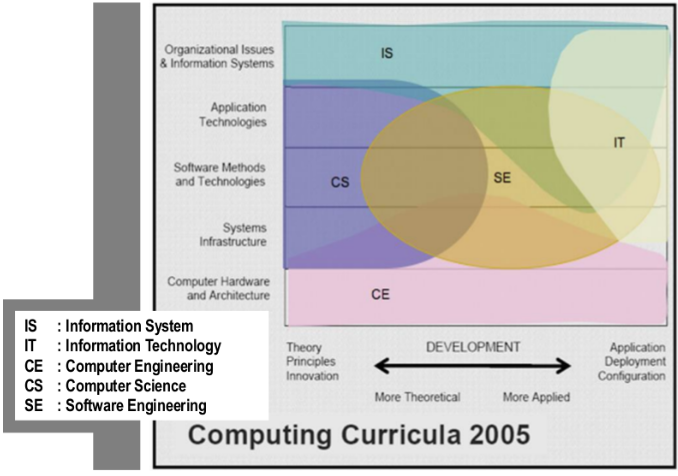 Organizational Issues
& Information Systems
IS
Application
Technologies
IT
Software Methods
and Technologies
CS
SE
Systems
Infrastructure
Computer Hardware
and Architecture
CE
IS : Information System
IT : Information Technology
CE : Computer Engineering
CS : Computer Science
SE : Software Engineering
Theory
Principles
Innovation
DEVELOPMENT
Application
Deployment
Configuration
More Theoretical
More Applied
Computing Curricula 2005